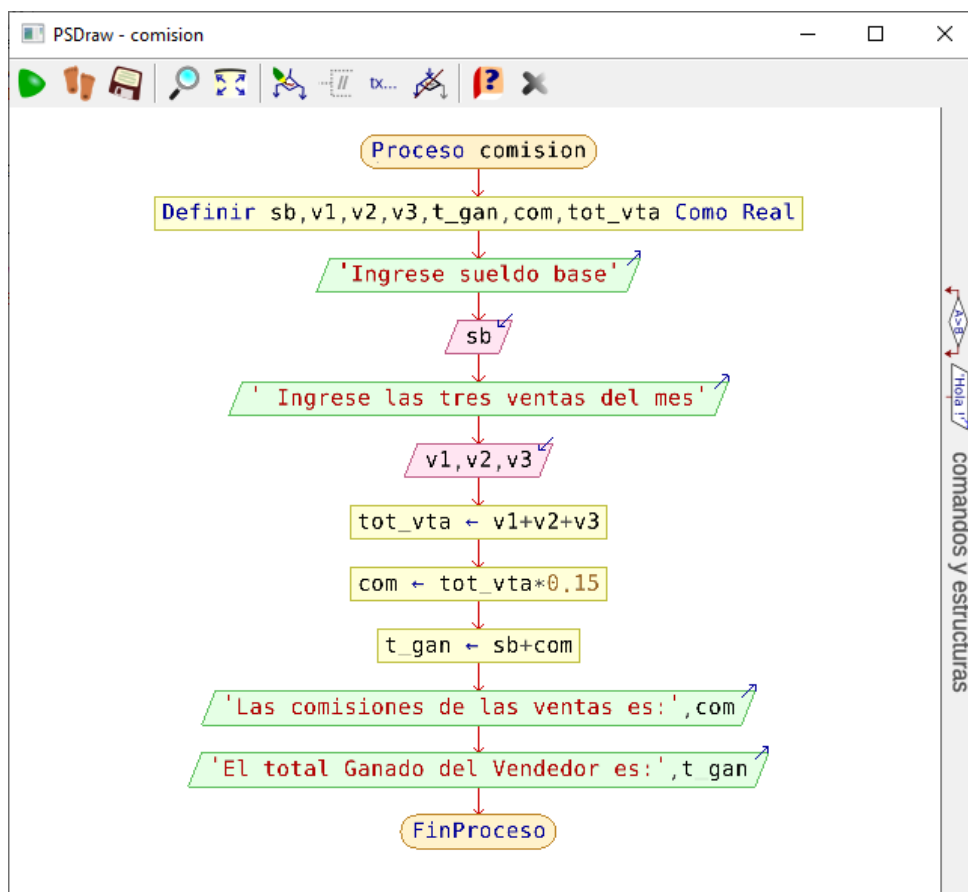 PSDraw - comision
tx...
Proceso comision
Definir sb,v1,v2,v3,t_gan,com,tot_vta Como Real
'Ingrese sueldo base'
sb
' Ingrese las tres ventas del mes'
v1,v2,v3
tot_vta ← v1+v2+v3
com ← tot_vta*0.15
t_gan ← sb+com
'Las comisiones de las ventas es:',com
'El total Ganado del Vendedor es:',t_gan
FinProceso
A>B
'Hola !'
comandos y estructuras